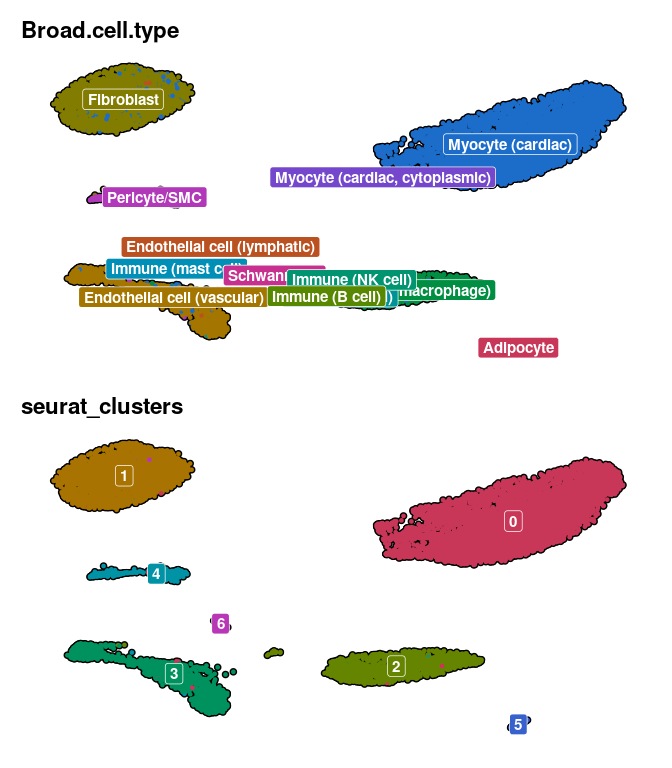 Broad.cell.type
Fibroblast
Myocyte (cardiac)
Myocyte (cardiac, cytoplasmic)
Pericyte/SMC
Endothelial cell (lymphatic)
Immune (mast cell)
Schwann
Immune (NK cell)
macrophage)
Endothelial cell (vascular)
Immune (B cell)
)
Adipocyte
seurat_clusters
1
0
4
6
3
2
5